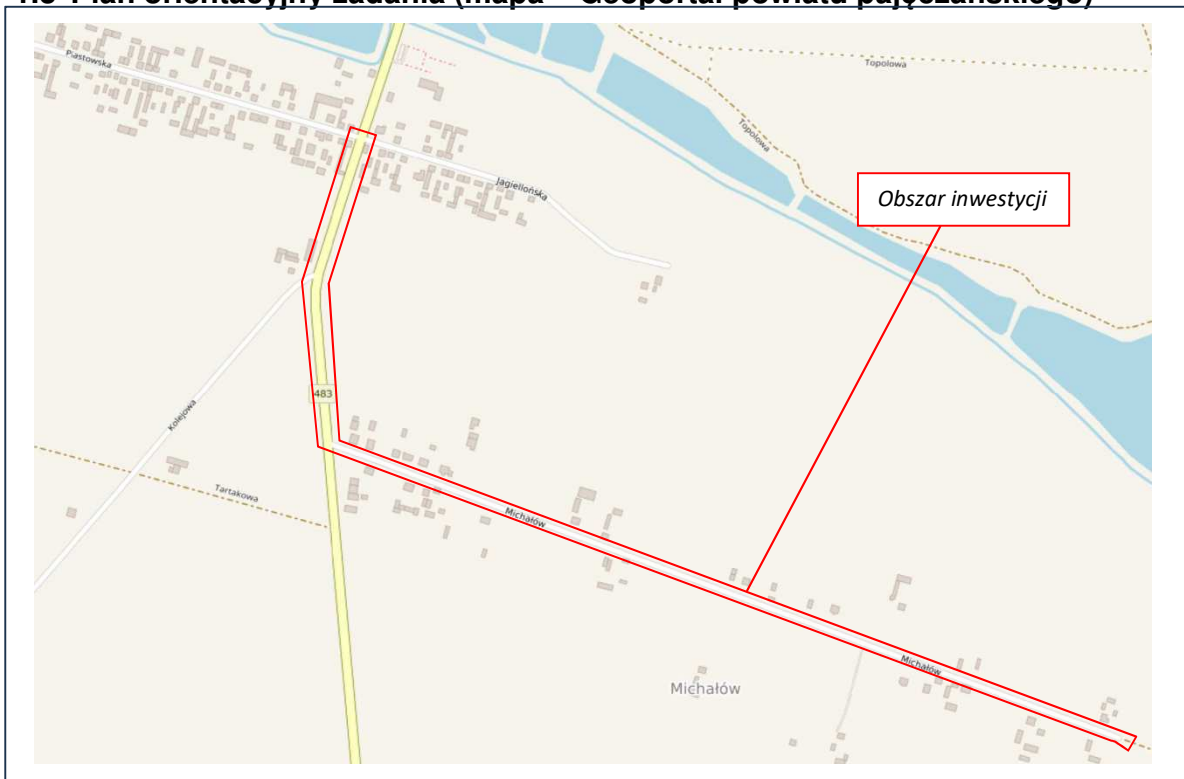 Plan orientacyjny zadania (mapa – Geoportal powiatu pajęczańskiego)
Piastowska
Topolowa
Topolowa
Jagiellońska
Obszar inwestycji
483
Kolejowa
Tartakowa
Michałów
Michałów
Michałów